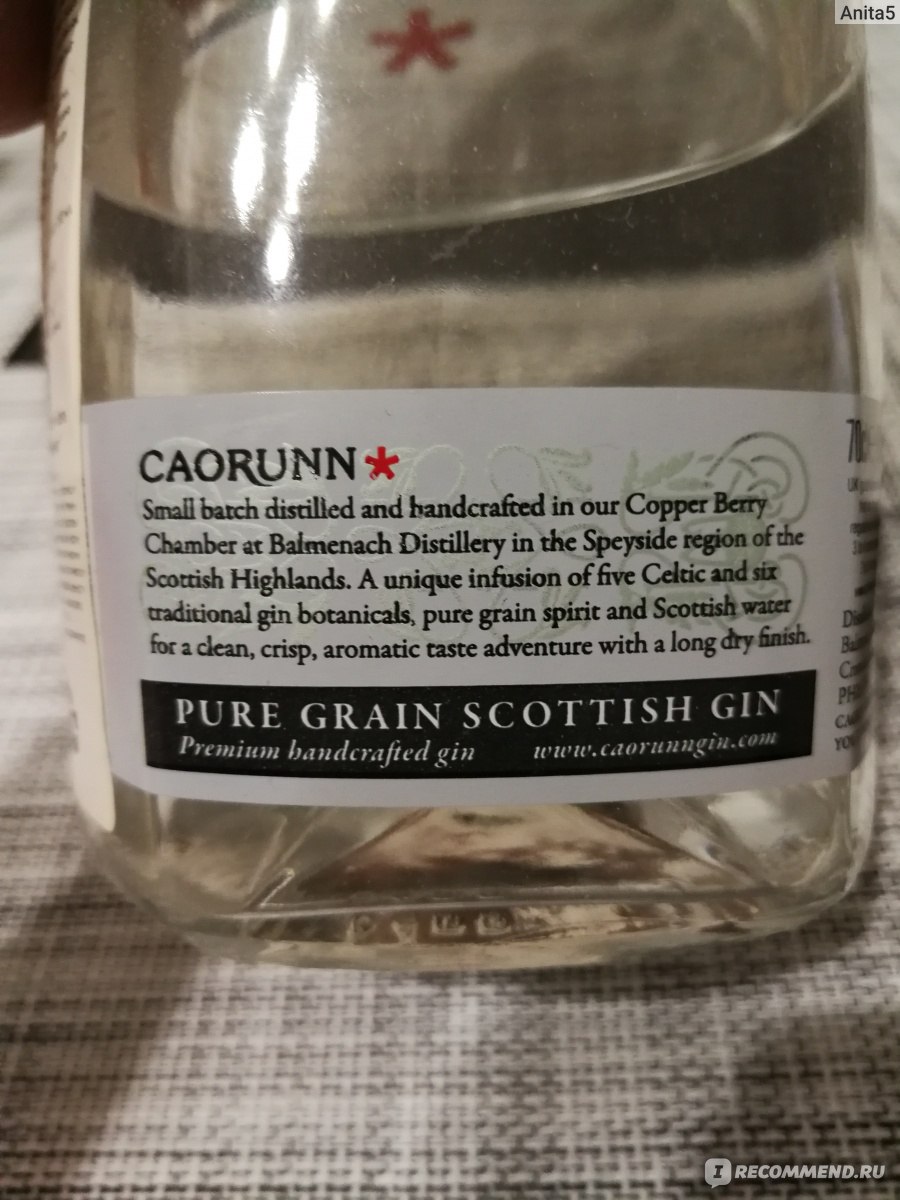 Anita5
CAORUNN*
Small batch distilled and handcrafted in our Copper Berry
Chamber at Balmenach Distillery in the Speyside region of the
Scottish Highlands. A unique infusion of five Celtic and six
traditional gin botanicals, pure grain spirit and Scottish water
for a clean, crisp, aromatic taste adventure with a long dry finish.
PURE GRAIN SCOTTISH GIN
Premium handcrafted gin www.caorunngin.com
IRECOMMEND.RU